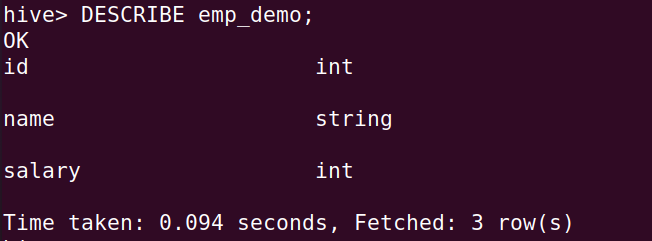 hive> DESCRIBE emp_demo;
OK
id int
name string
salary int
Time taken: 0.094 seconds, Fetched: 3 row(s)